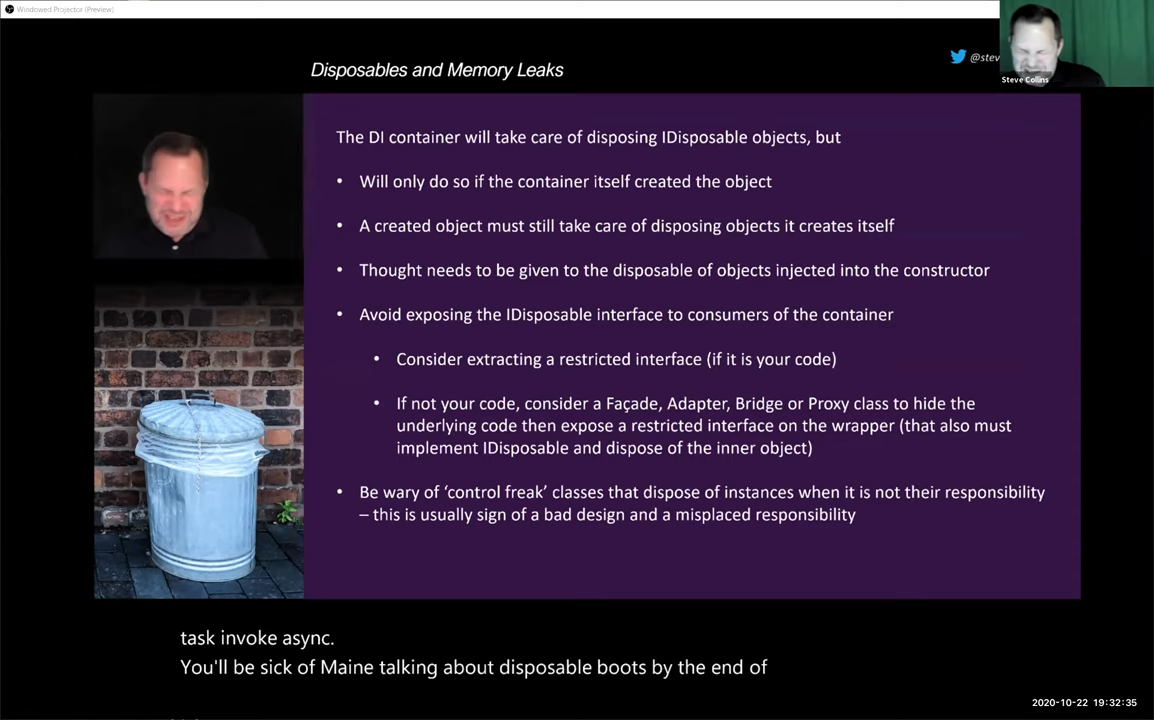 Windowed Projector (Preview)
Disposables and Memory Leaks
@stev
Steve Collins
The DI container will take care of disposing IDisposable objects, but
• Will only do so if the container itself created the object
• A created object must still take care of disposing objects it creates itself
• Thought needs to be given to the disposable of objects injected into the constructor
• Avoid exposing the IDisposable interface to consumers of the container
• Consider extracting a restricted interface (if it is your code)
• If not your code, consider a Façade, Adapter, Bridge or Proxy class to hide the
underlying code then expose a restricted interface on the wrapper (that also must
implement IDisposable and dispose of the inner object)
• Be wary of ‘control freak’ classes that dispose of instances when it is not their responsibility
– this is usually sign of a bad design and a misplaced responsibility
task invoke async.
You'll be sick of Maine talking about disposable boots by the end of
2020-10-22 19:32:35